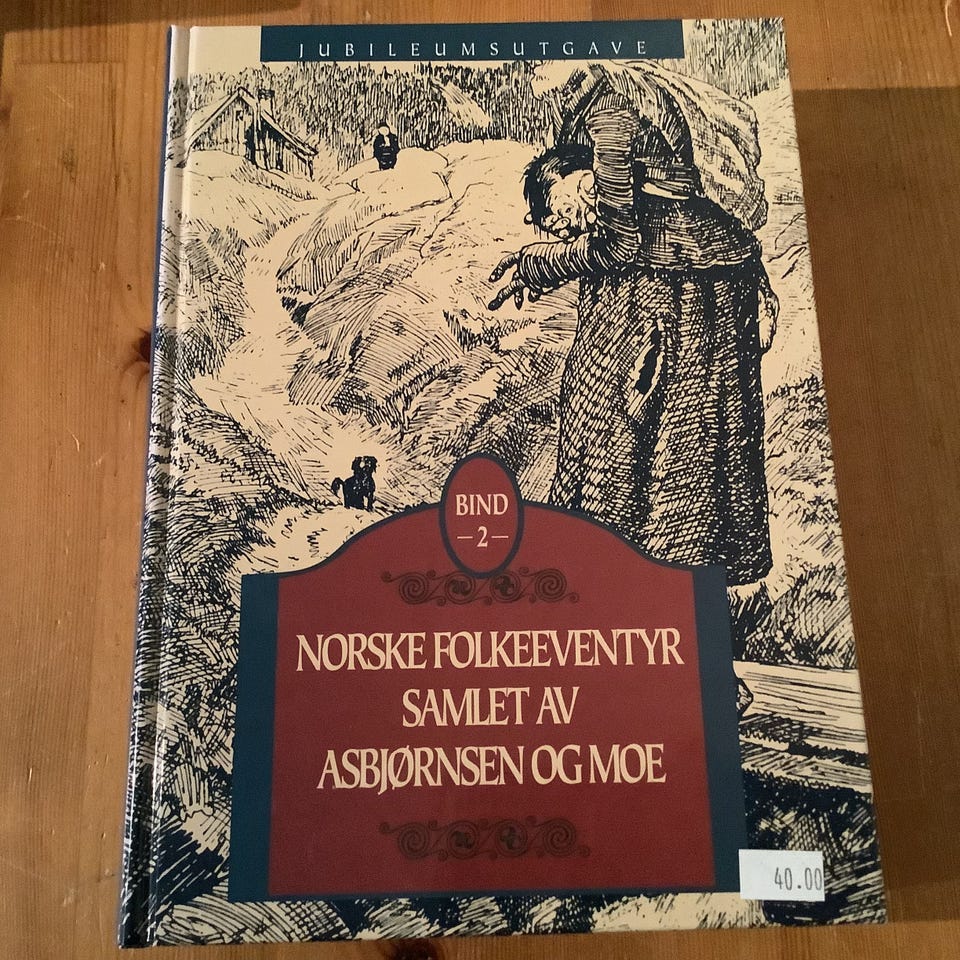 JUBILEUMSUTGAVE
BIND
—2—
NORSKE FOLKEEVENTYR
SAMLET AV
ASBJØRNSEN OG MOE
40.00